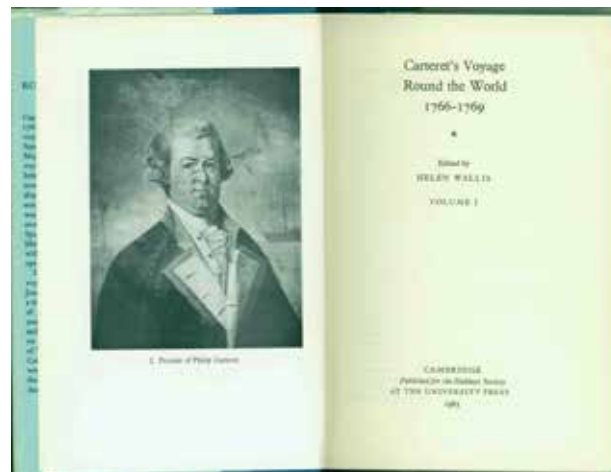 1. Portrait of Philip Carteret
Carteret's Voyage
Round the World
1766–1769
*
Edited by
HELEN WALLIS
VOLUME I
CAMBRIDGE
Published for the Hakluyt Society
AT THE UNIVERSITY PRESS
1965